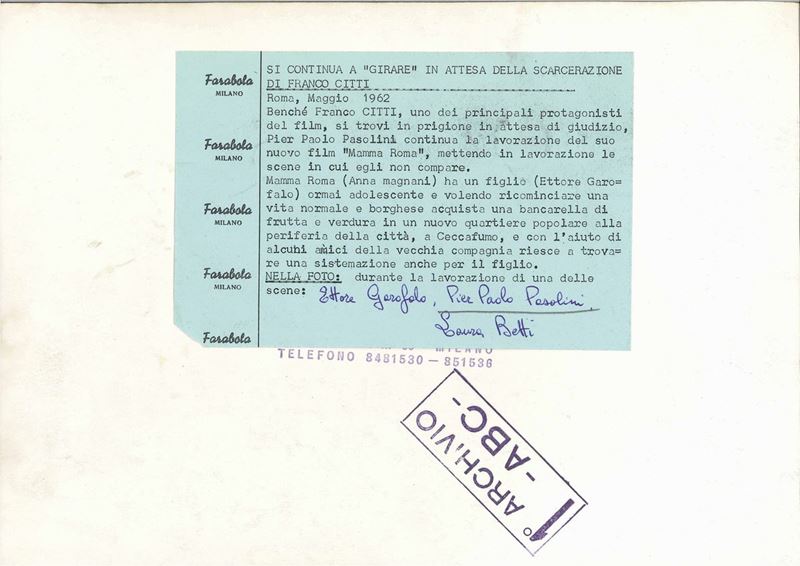 SI CONTINUA A "GIRARE" IN ATTESA DELLA SCARCERAZIONE
DI FRANCO CITTI
Roma, Maggio 1962
Benché Franco CITTI, uno dei principali protagonisti
del film, si trovi in prigione in attesa di giudizio,
Pier Paolo Pasolini continua la lavorazione del suo
nuovo film "Mamma Roma", mettendo in lavorazione le
scene in cui egli non compare.
Mamma Roma (Anna magnani) ha un figlio (Ettore Garo=
falo) ormai adolescente e volendo ricominciare una
vita normale e borghese acquista una bancarella di
frutta e verdura in un nuovo quartiere popolare alla
periferia della città, a Ceccafumo, e con l'aiuto di
alcuhi amici della vecchia compagnia riesce a trova=
re una sistemazione anche per il figlio.
NELLA FOTO: durante la lavorazione di una delle
scene: Ettore Garofolo, Pier Paolo Pasolini,
Laura Betti
Farabola
MILANO
Farabola
MILANO
Farabola
MILANO
Farabola
MILANO
Farabola
MILANO
TELEFONO 8481530 - 851536
ARCHIVIO
-ABC-
1°